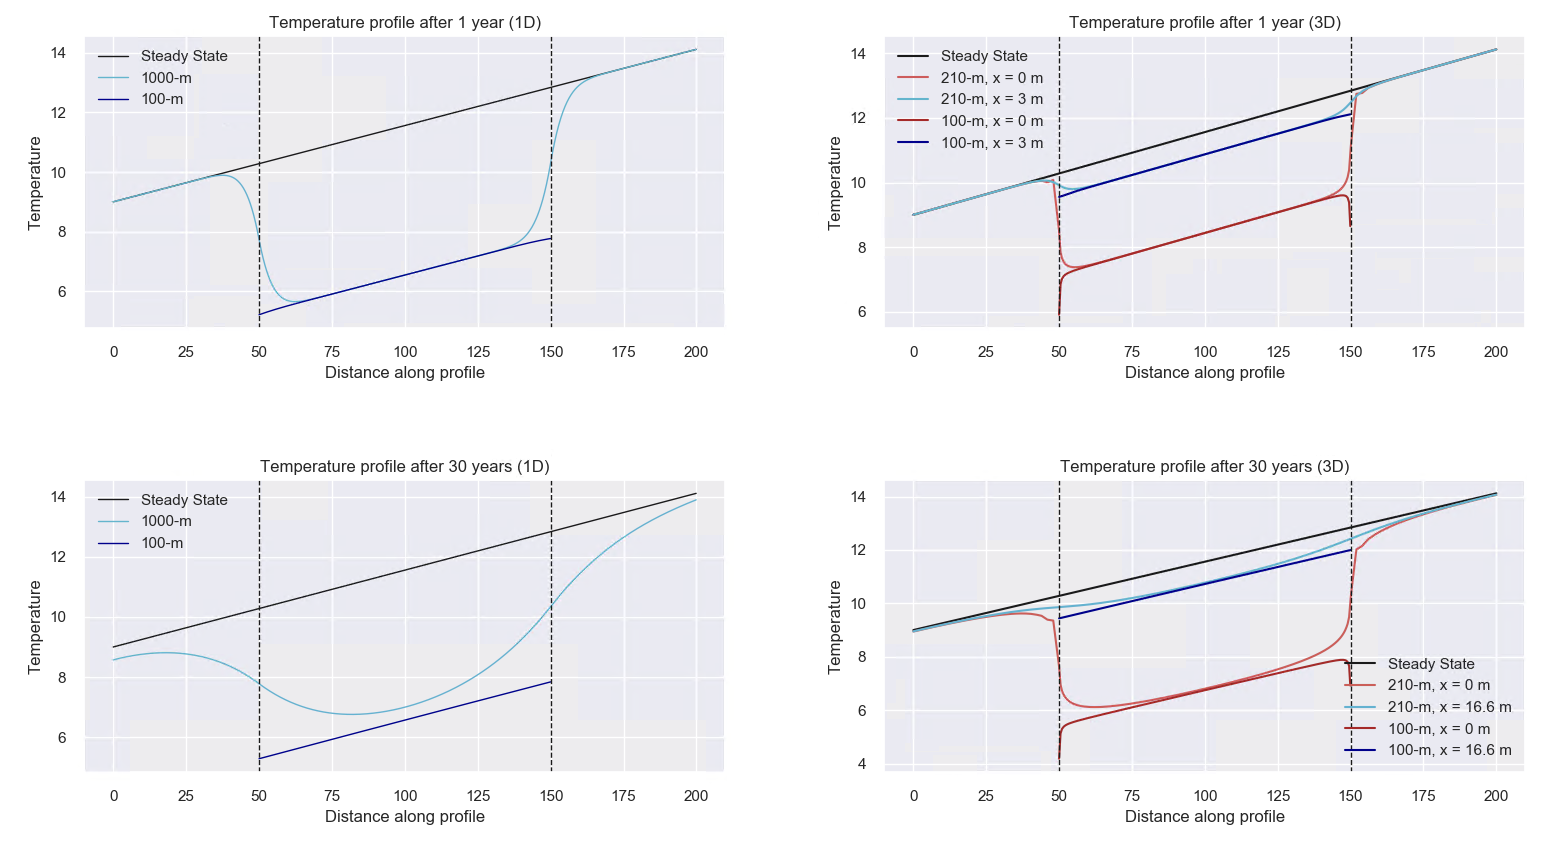 Temperature profile after 1 year (1D)
Steady State
1000-m
100-m
14
12
10
8
6
Temperature
0 25 50 75 100 125 150 175 200
Distance along profile
Temperature profile after 1 year (3D)
Steady State
210-m, x = 0 m
210-m, x = 3 m
100-m, x = 0 m
100-m, x = 3 m
14
12
10
8
6
Temperature
0 25 50 75 100 125 150 175 200
Distance along profile
Temperature profile after 30 years (1D)
Steady State
1000-m
100-m
14
12
10
8
6
Temperature
0 25 50 75 100 125 150 175 200
Distance along profile
Temperature profile after 30 years (3D)
14
12
10
8
6
4
Temperature
Steady State
210-m, x = 0 m
210-m, x = 16.6 m
100-m, x = 0 m
100-m, x = 16.6 m
0 25 50 75 100 125 150 175 200
Distance along profile